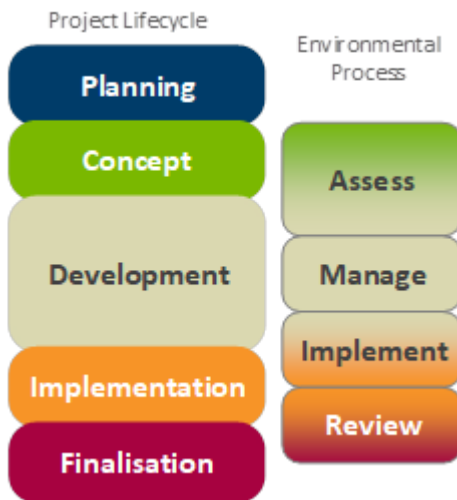 Project Lifecycle
Planning
Concept
Development
Implementation
Finalisation
Environmental
Process
Assess
Manage
Implement
Review